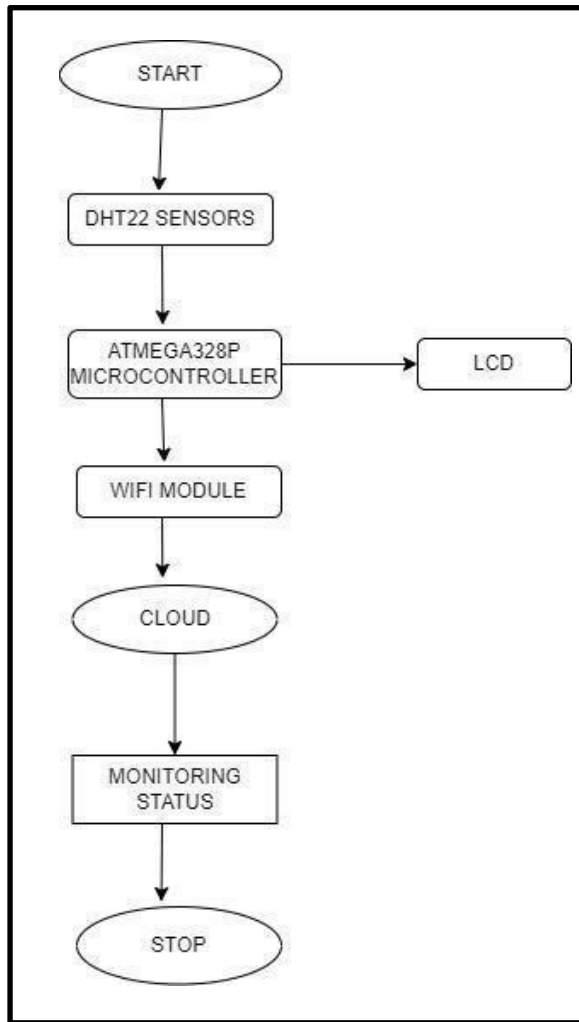 START
DHT22 SENSORS
ATMEGA328P
MICROCONTROLLER
LCD
WIFI MODULE
CLOUD
MONITORING
STATUS
STOP